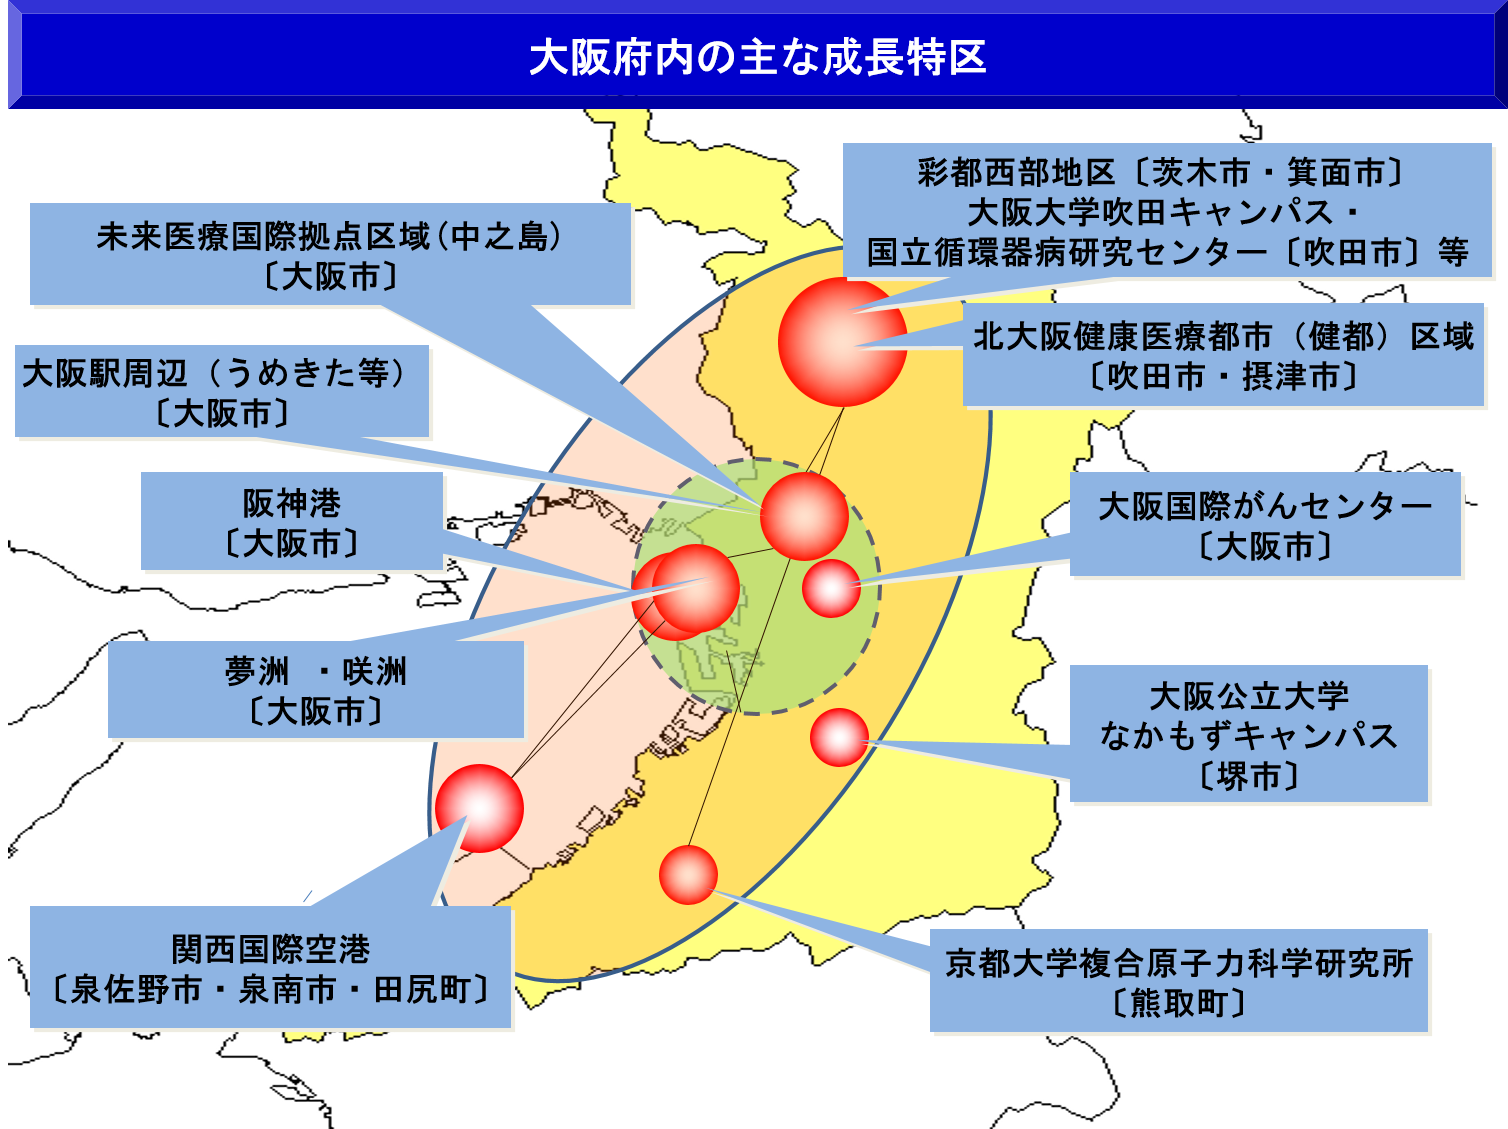 大阪府内の主な成長特区
彩都西部地区〔茨木市・箕面市〕
大阪大学吹田キャンパス・
国立循環器病研究センター〔吹田市〕等
未来医療国際拠点区域(中之島)
〔大阪市〕
北大阪健康医療都市（健都）区域
〔吹田市・摂津市〕
大阪駅周辺（うめきた等）
〔大阪市〕
阪神港
〔大阪市〕
大阪国際がんセンター
〔大阪市〕
夢洲　・咲洲
〔大阪市〕
大阪公立大学
なかもずキャンパス
〔堺市〕
関西国際空港
〔泉佐野市・泉南市・田尻町〕
京都大学複合原子力科学研究所
〔熊取町〕